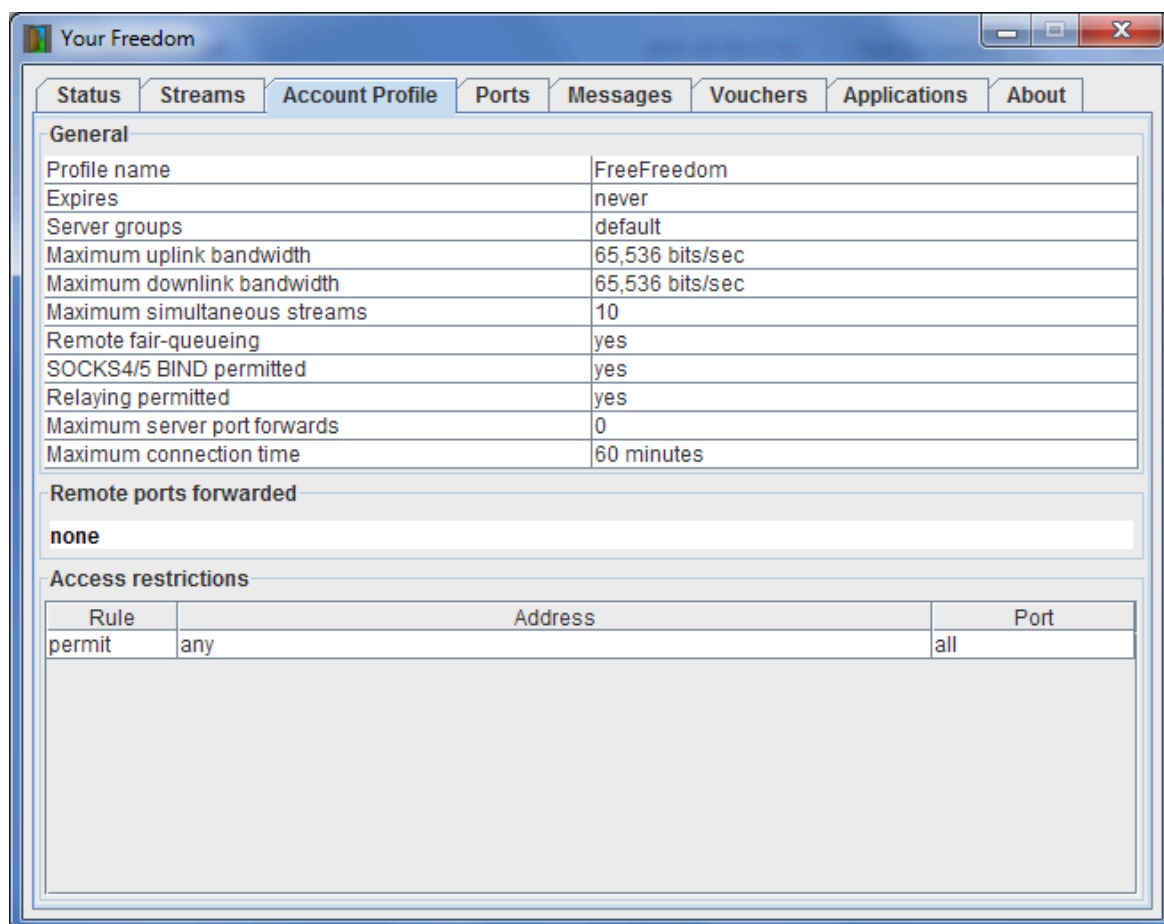 Your Freedom
Status Streams Account Profile Ports Messages Vouchers Applications About
General
Profile name FreeFreedom
Expires never
Server groups default
Maximum uplink bandwidth 65,536 bits/sec
Maximum downlink bandwidth 65,536 bits/sec
Maximum simultaneous streams 10
Remote fair-queueing yes
SOCKS4/5 BIND permitted yes
Relaying permitted yes
Maximum server port forwards 0
Maximum connection time 60 minutes
Remote ports forwarded
none
Access restrictions
Rule Address Port
permit any all